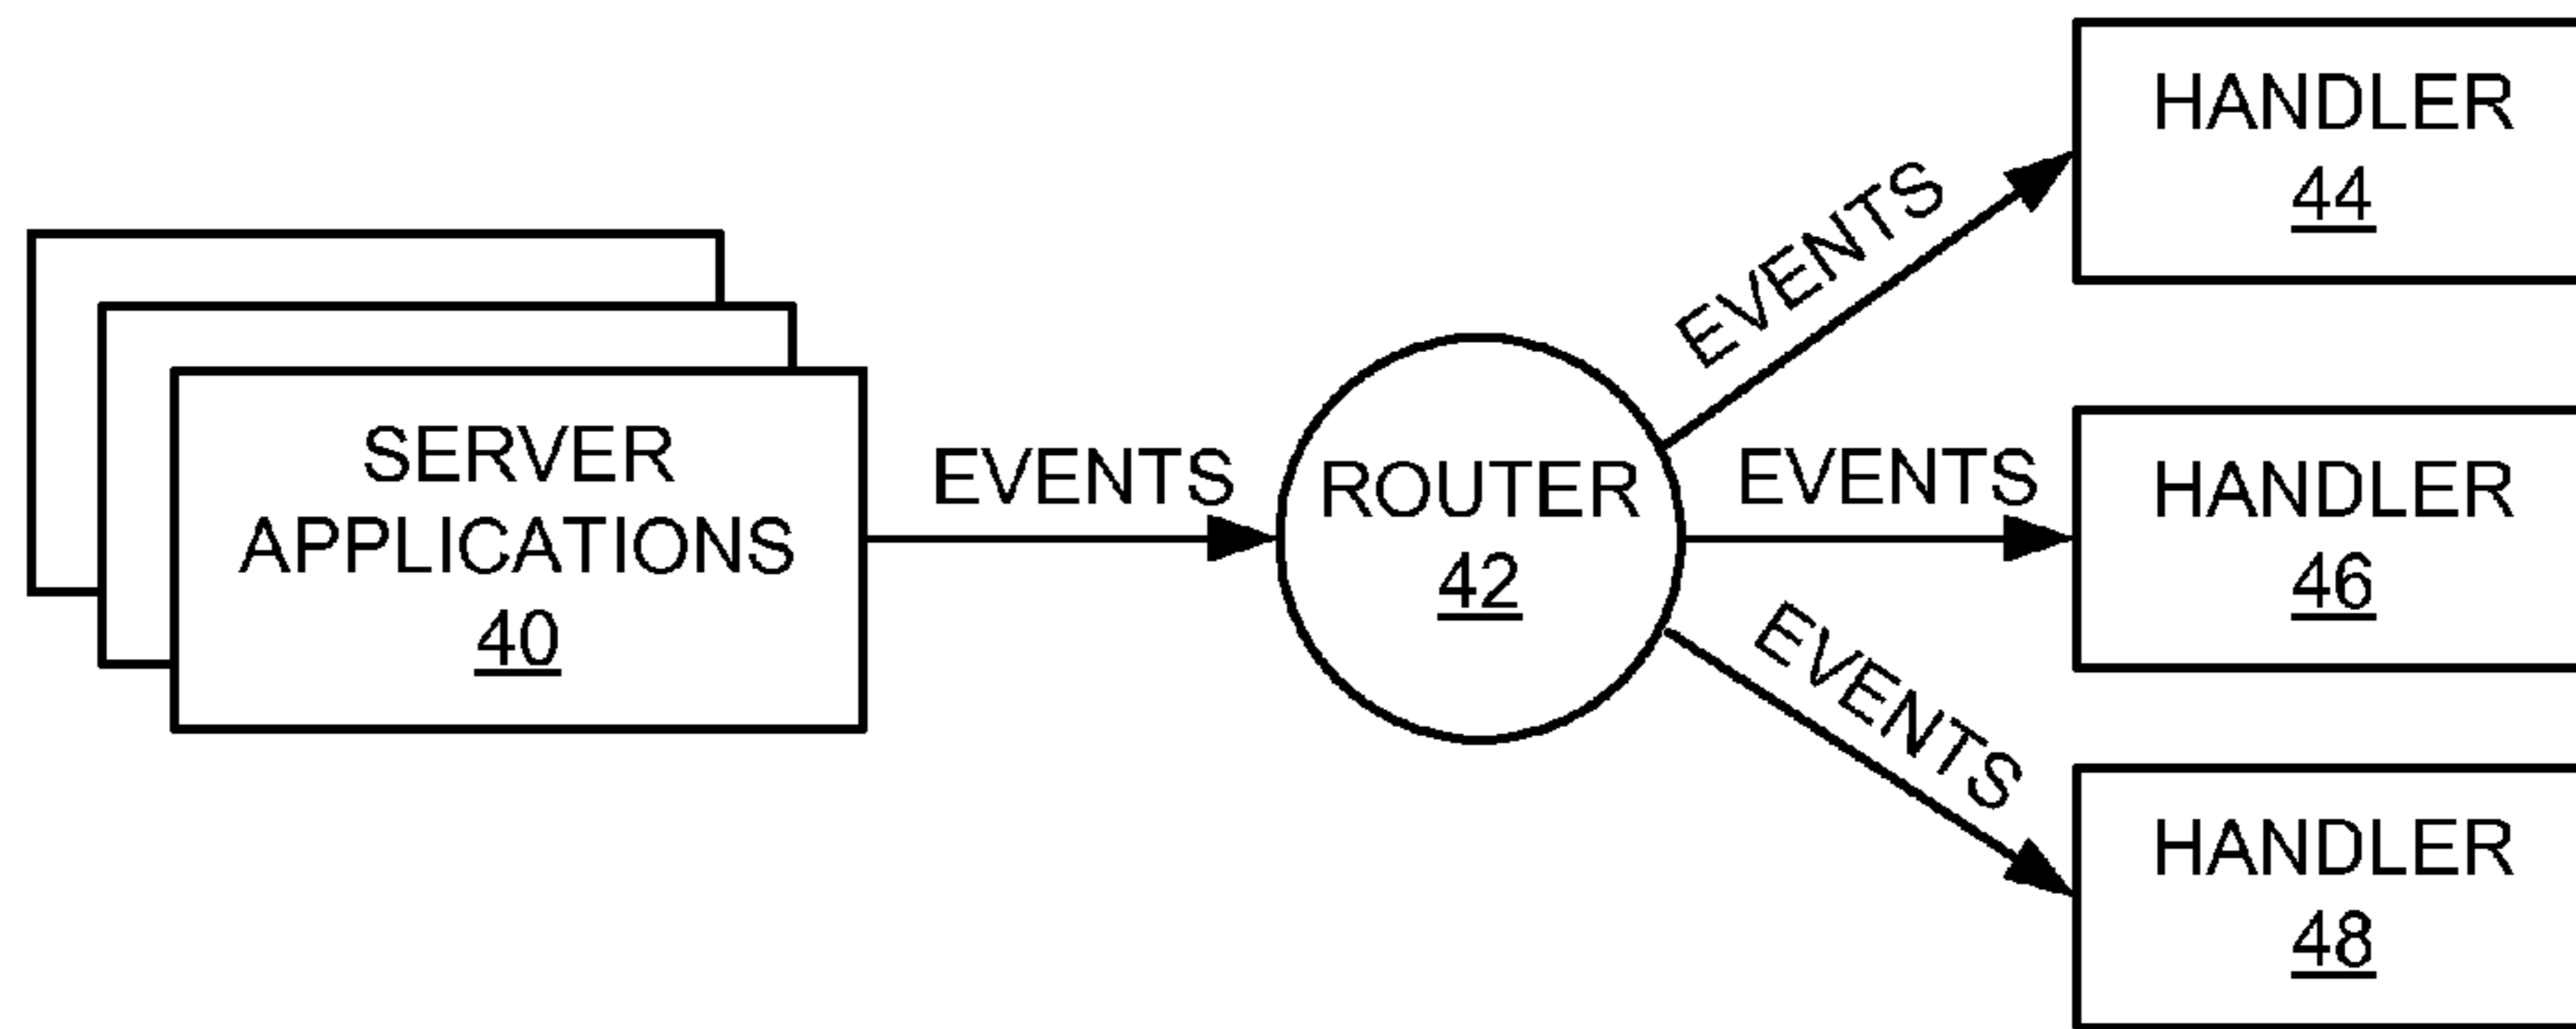 SERVER
APPLICATIONS
40
EVENTS
ROUTER
42
EVENTS
EVENTS
EVENTS
HANDLER
44
HANDLER
46
HANDLER
48